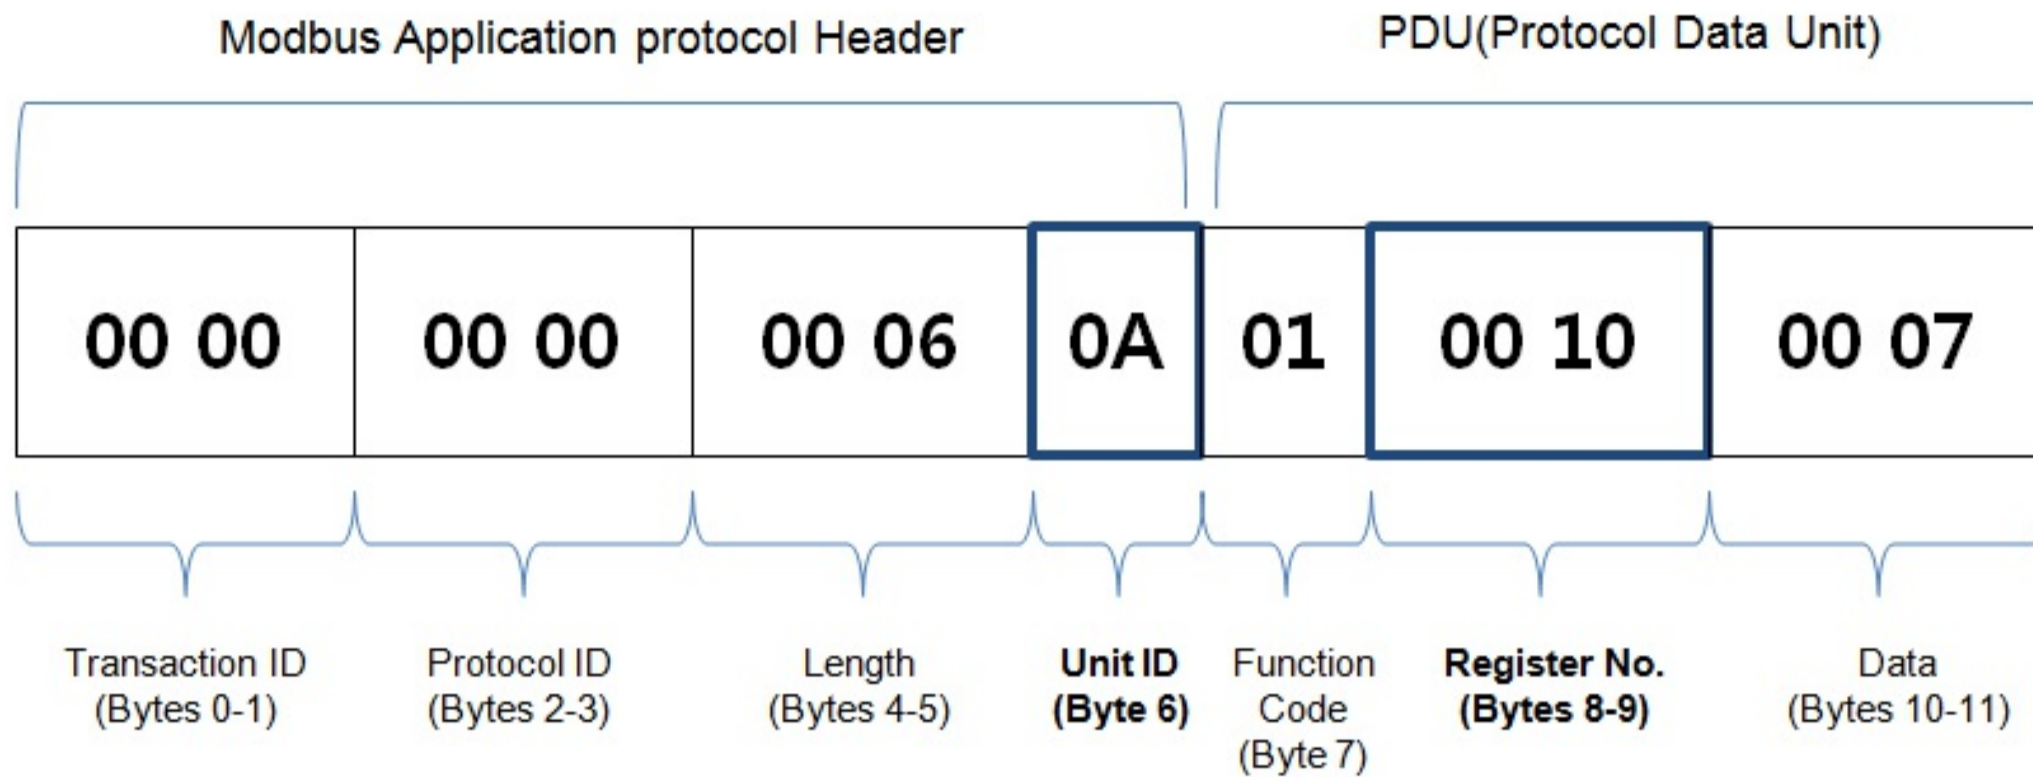 Modbus Application protocol Header
PDU(Protocol Data Unit)
00 00
00 00
00 06
0A
01
00 10
00 07
Transaction ID
(Bytes 0-1)
Protocol ID
(Bytes 2-3)
Length
(Bytes 4-5)
Unit ID
(Byte 6)
Function
Code
(Byte 7)
Register No.
(Bytes 8-9)
Data
(Bytes 10-11)